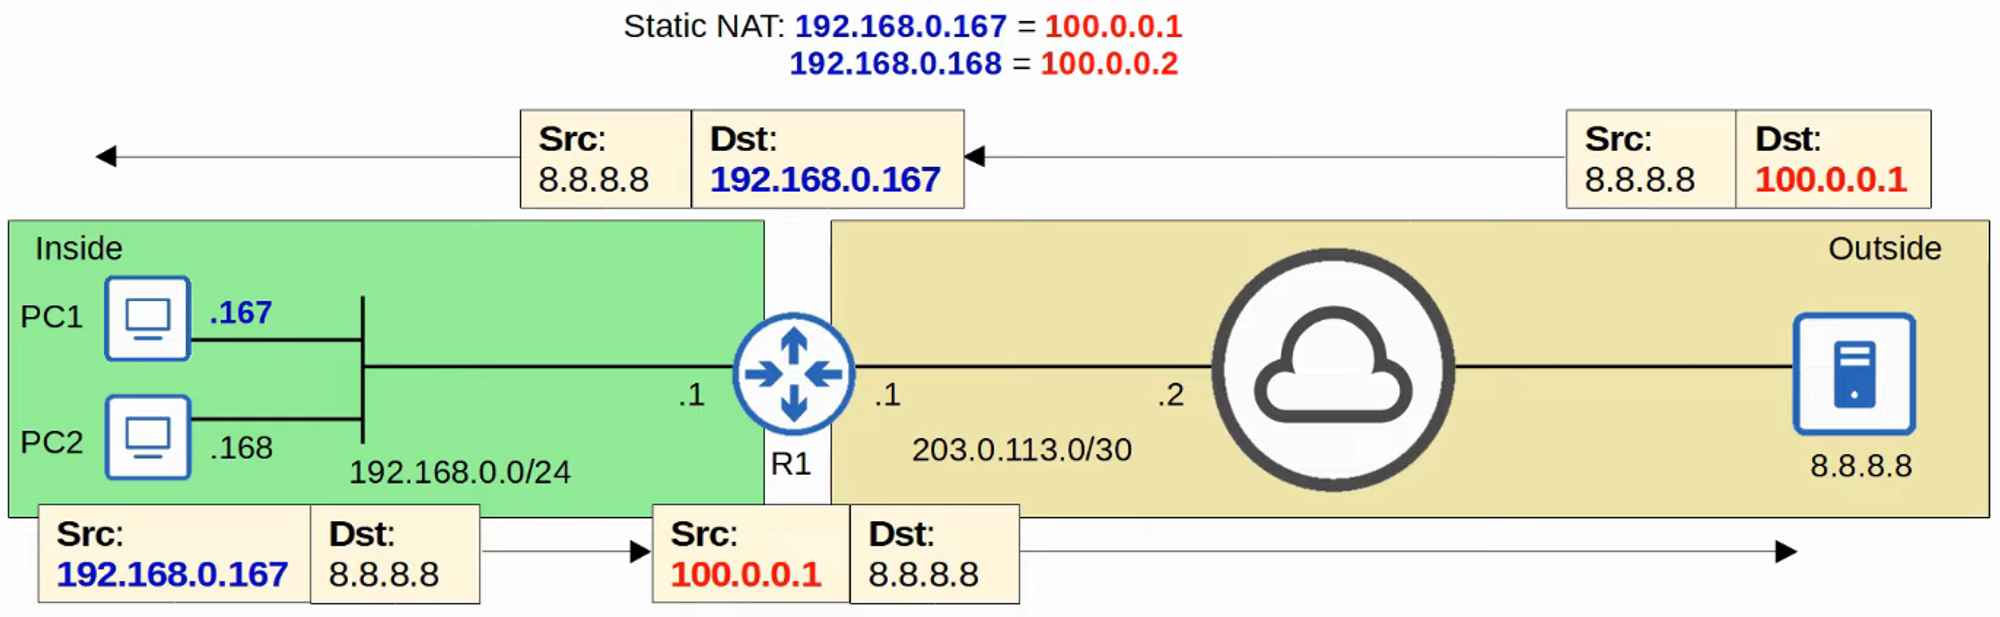 Static NAT: 192.168.0.167 = 100.0.0.1
192.168.0.168 = 100.0.0.2
Src:
8.8.8.8
Dst:
192.168.0.167
Src:
8.8.8.8
Dst:
100.0.0.1
Inside
Outside
PC1
.167
.1
.1
.2
PC2
.168
192.168.0.0/24
R1
203.0.113.0/30
8.8.8.8
Src:
192.168.0.167
Dst:
8.8.8.8
Src:
100.0.0.1
Dst:
8.8.8.8